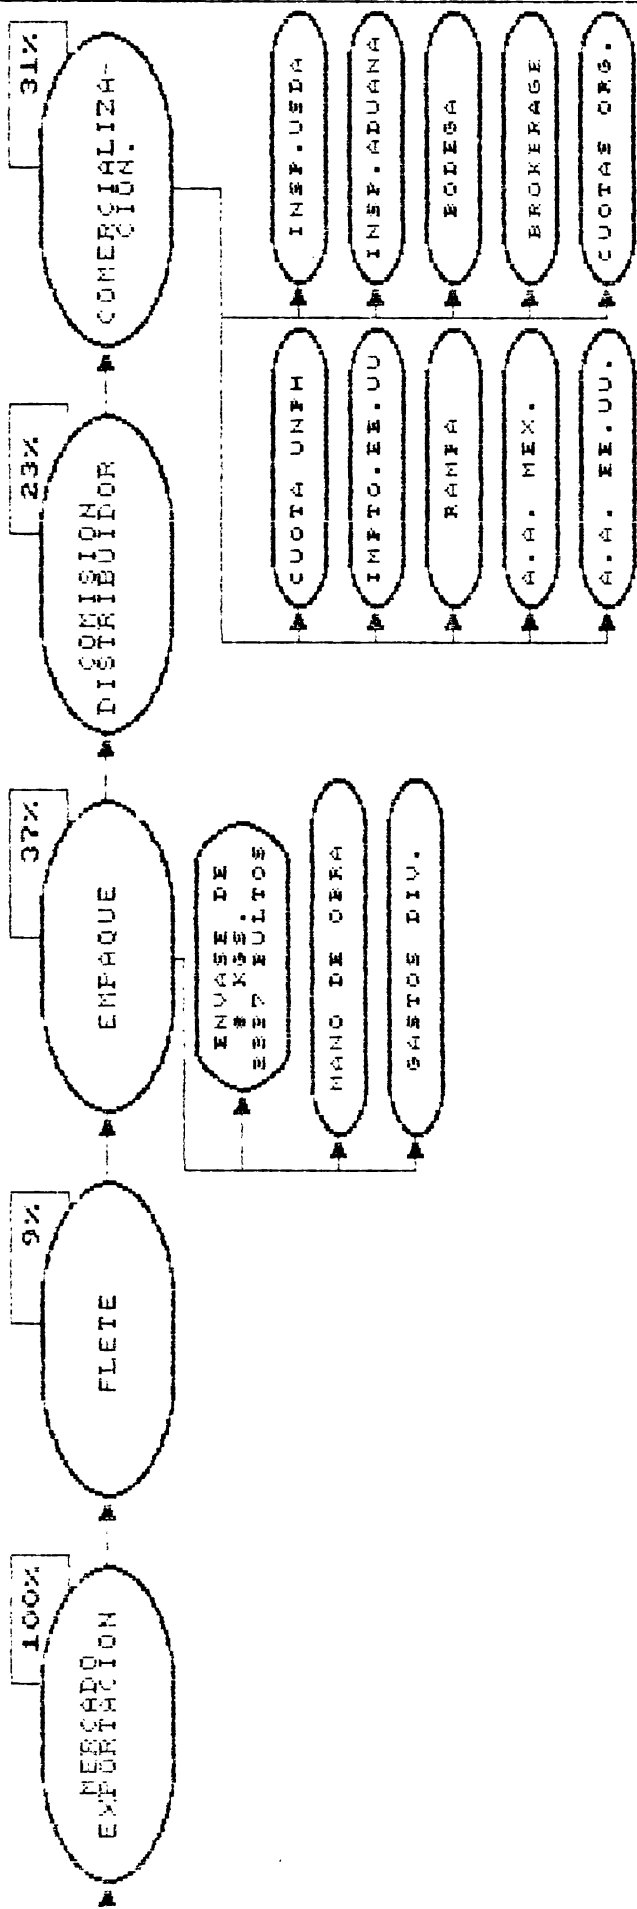 100%
MERCADO
EXPORTACION
9%
FLETE
37%
EMPAQUE
ENVASE DE
KGS.
BULTOS
MANO DE OBRA
GASTOS DIV.
23%
COMISION
DISTRIBUIDOR
31%
COMERCIALIZA-
CION.
CUOTA UNPH
INSP.USDA
IMPTO.EE.UU
INSP.ADUANA
RAMPA
BODEGA
A.A. MEX.
BROKERAGE
A.A. EE.UU.
CUOTAS ORG.